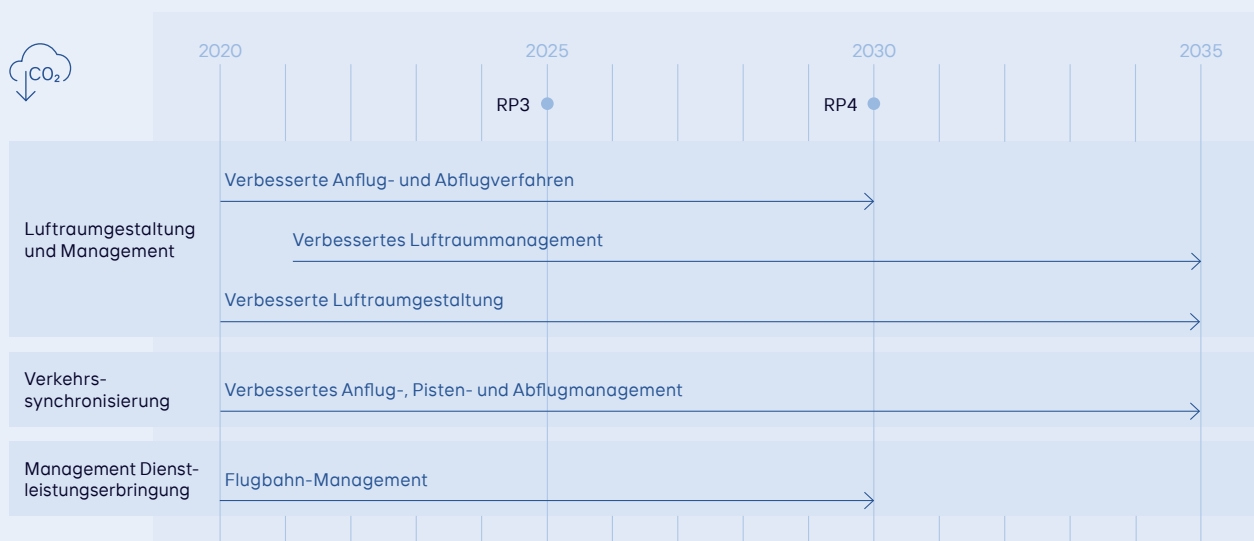 CO₂
2020 2025 2030 2035
RP3 RP4
Luftraumgestaltung
und Management
Verbesserte Anflug- und Abflugverfahren
Verbessertes Luftraummanagement
Verbesserte Luftraumgestaltung
Verkehrs-
synchronisierung
Verbessertes Anflug-, Pisten- und Abflugmanagement
Management Dienst-
leistungserbringung
Flugbahn-Management